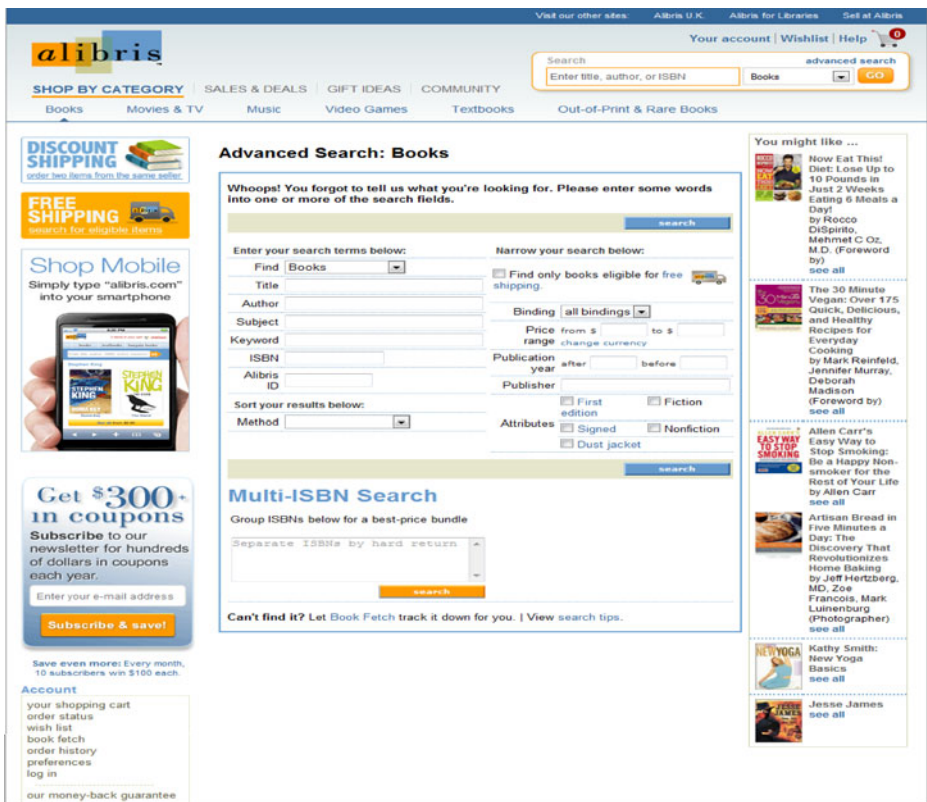 Visit our other sites: Alibris U.K. Alibris for Libraries Sell at Alibris
alibris
Your account | Wishlist | Help 0
Search advanced search
Enter title, author, or ISBN Books GO
SHOP BY CATEGORY SALES & DEALS GIFT IDEAS COMMUNITY
Books Movies & TV Music Video Games Textbooks Out-of-Print & Rare Books
DISCOUNT
SHIPPING
order two items from the same seller
FREE
SHIPPING
search for eligible items
Shop Mobile
Simply type "alibris.com"
into your smartphone
Stephen King
STEPHEN
KING
STEPHEN
KING
Get $300+
in coupons
Subscribe to our
newsletter for hundreds
of dollars in coupons
each year.
Enter your e-mail address
Subscribe & save!
Save even more: Every month,
10 subscribers win $100 each.
Account
your shopping cart
order status
wish list
book fetch
order history
preferences
log in
our money-back guarantee
Advanced Search: Books
Whoops! You forgot to tell us what you're looking for. Please enter some words
into one or more of the search fields.
search
Enter your search terms below:
Find Books
Title
Author
Subject
Keyword
ISBN
Alibris
ID
Sort your results below:
Method
Narrow your search below:
Find only books eligible for free
shipping.
Binding all bindings
Price from $ to $
range change currency
Publication
year after before
Publisher
Attributes
First
edition
Fiction
Signed
Nonfiction
Dust jacket
search
Multi-ISBN Search
Group ISBNs below for a best-price bundle
Separate ISBNs by hard return
search
Can't find it? Let Book Fetch track it down for you. | View search tips.
You might like ...
Now Eat This!
Diet: Lose Up to
10 Pounds in
Just 2 Weeks
Eating 6 Meals a
Day!
by Rocco
DiSpirito,
Mehmet C Oz,
M.D. (Foreword
by)
see all
The 30 Minute
Vegan: Over 175
Quick, Delicious,
and Healthy
Recipes for
Everyday
Cooking
by Mark Reinfeld,
Jennifer Murray,
Deborah
Madison
(Foreword by)
see all
EASY WAY
TO STOP
SMOKING
Allen Carr's
Easy Way to
Stop Smoking:
Be a Happy Non-
smoker for the
Rest of Your Life
by Allen Carr
see all
Artisan Bread in
Five Minutes a
Day: The
Discovery That
Revolutionizes
Home Baking
by Jeff Hertzberg,
MD, Zoe
Francois, Mark
Luinenburg
(Photographer)
see all
NEW YOGA
Kathy Smith:
New Yoga
Basics
see all
JESSE
JAMES
Jesse James
see all